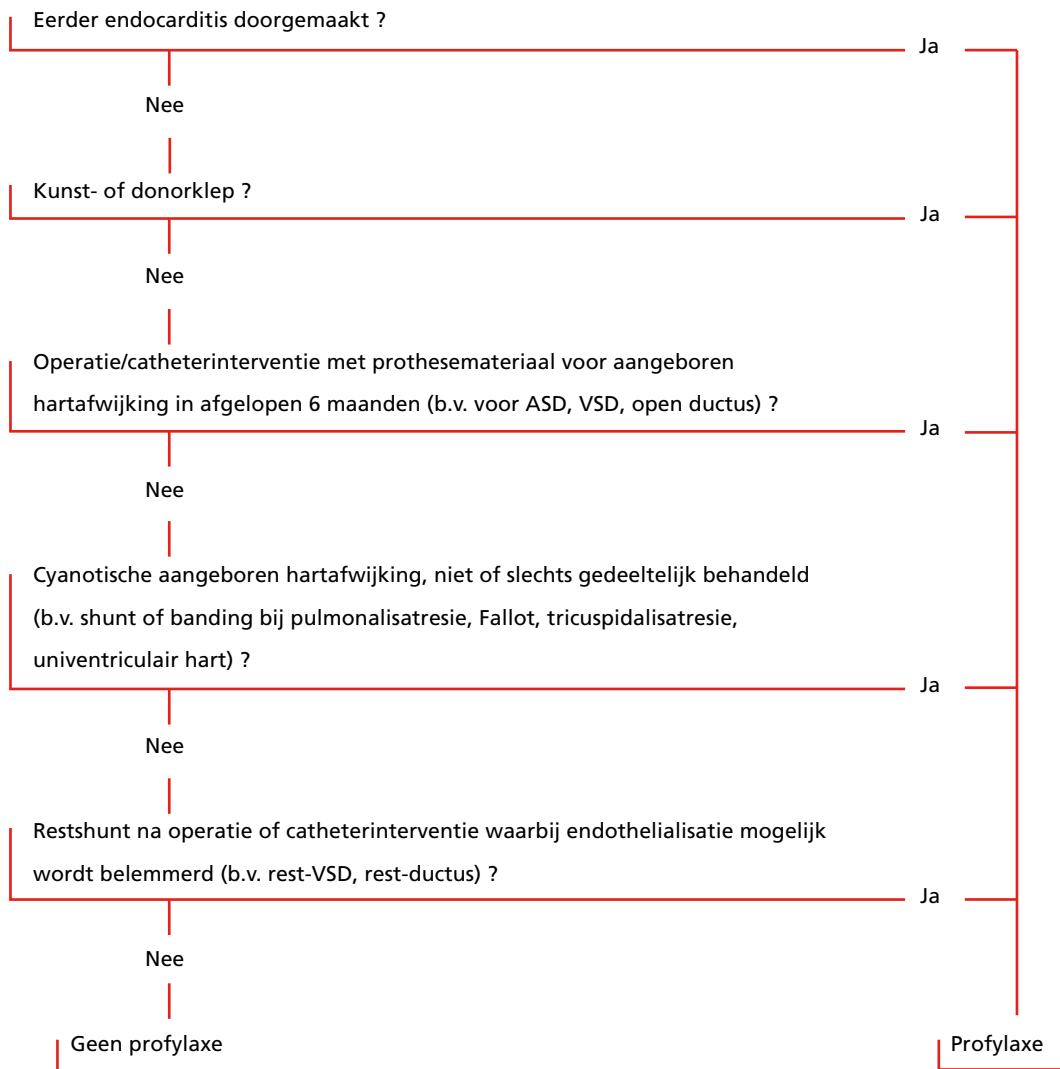 Eerder endocarditis doorgemaakt ?
Ja
Nee
Kunst- of donorklep ?
Ja
Nee
Operatie/catheterinterventie met prothesemateriaal voor aangeboren
hartafwijking in afgelopen 6 maanden (b.v. voor ASD, VSD, open ductus) ?
Ja
Nee
Cyanotische aangeboren hartafwijking, niet of slechts gedeeltelijk behandeld
(b.v. shunt of banding bij pulmonalisatresie, Fallot, tricuspidalisatresie,
univentriculair hart) ?
Ja
Nee
Restshunt na operatie of catheterinterventie waarbij endothelialisatie mogelijk
wordt belemmerd (b.v. rest-VSD, rest-ductus) ?
Ja
Nee
Geen profylaxe
Profylaxe